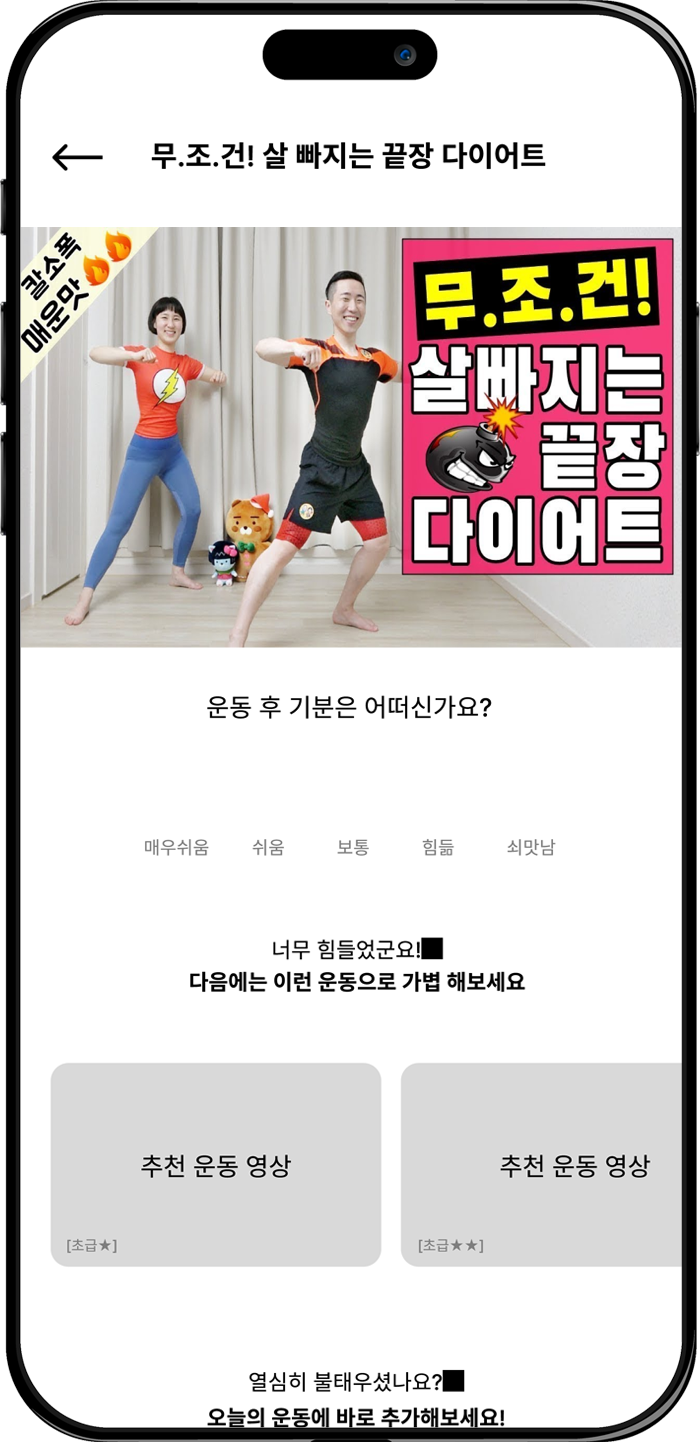 무.조.건! 살 빠지는 끝장 다이어트
칼소폭
매운맛
무.조.건!
살빠지는
끝장
다이어트
운동 후 기분은 어떠신가요?
매우쉬움 쉬움 보통 힘듦 쇠맛남
너무 힘들었군요!
다음에는 이런 운동으로 가볍 해보세요
추천 운동 영상 추천 운동 영상
[초급★] [초급★★]
열심히 불태우셨나요?
오늘의 운동에 바로 추가해보세요!